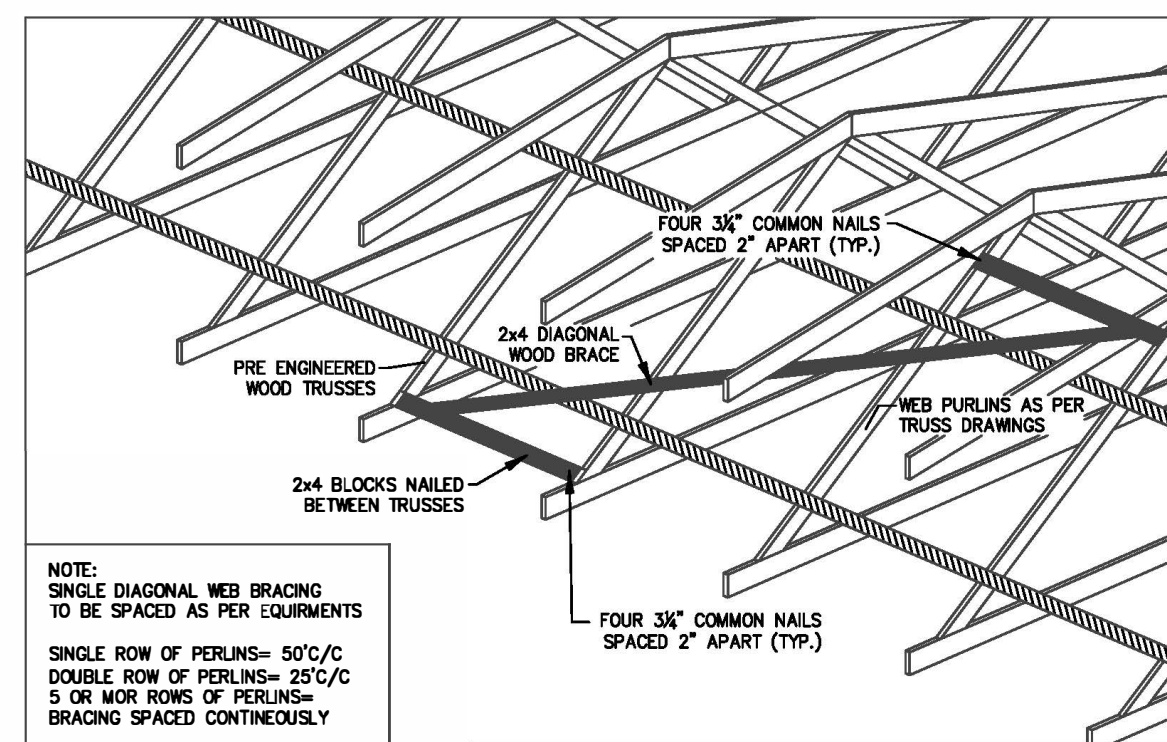 FOUR 3¼" COMMON NAILS
SPACED 2" APART (TYP.)
2x4 DIAGONAL
WOOD BRACE
PRE ENGINEERED
WOOD TRUSSES
WEB PURLINS AS PER
TRUSS DRAWINGS
2x4 BLOCKS NAILED
BETWEEN TRUSSES
FOUR 3¼" COMMON NAILS
SPACED 2" APART (TYP.)
NOTE:
SINGLE DIAGONAL WEB BRACING
TO BE SPACED AS PER EQUIRMENTS
SINGLE ROW OF PERLINS= 50'C/C
DOUBLE ROW OF PERLINS= 25'C/C
5 OR MOR ROWS OF PERLINS=
BRACING SPACED CONTINEOUSLY